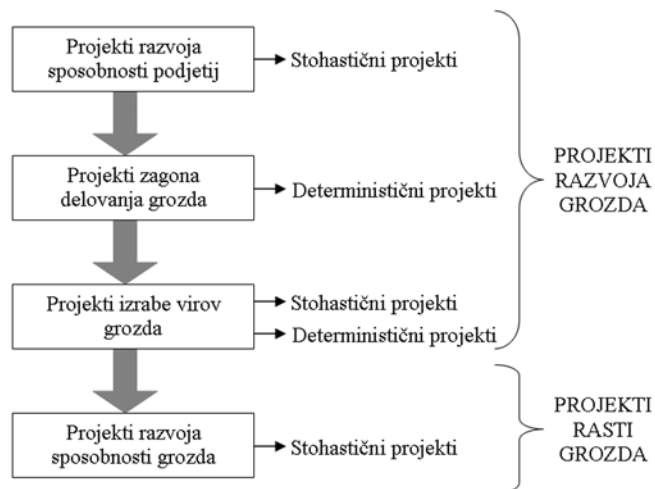 Projekti razvoja
sposobnosti podjetij
Stohastični projekti
Projekti zagona
delovanja grozda
Deterministični projekti
Projekti izrabe virov
grozda
Stohastični projekti
Deterministični projekti
PROJEKTI
RAZVOJA
GROZDA
Projekti razvoja
sposobnosti grozda
Stohastični projekti
PROJEKTI
RASTI
GROZDA